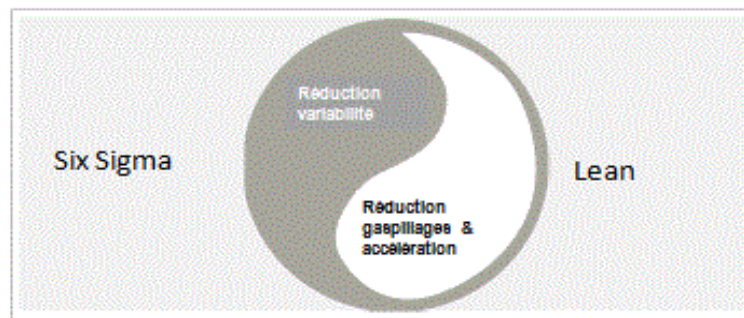 Six Sigma
Réduction
variabilité
Lean
Réduction
gaspillages &
accélération